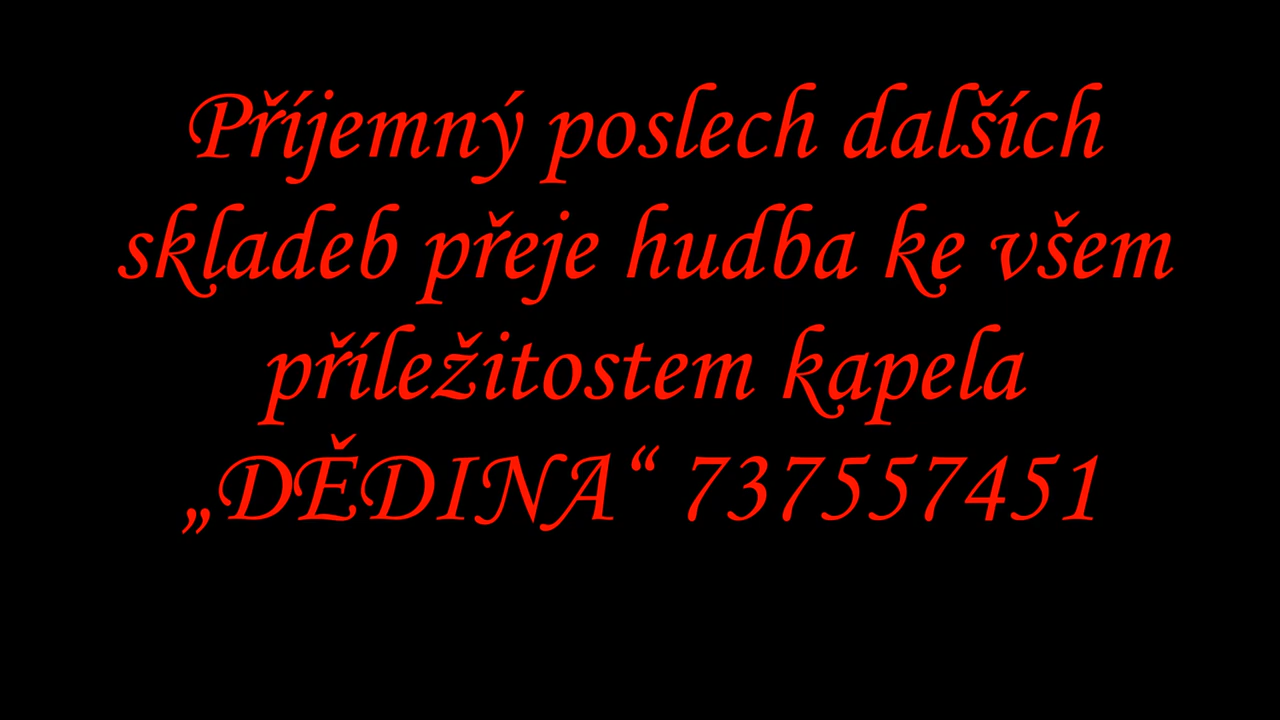 Příjemný poslech dalších
skladeb přeje hudba ke všem
příležitostem kapela
„DĚDINA“ 737557451